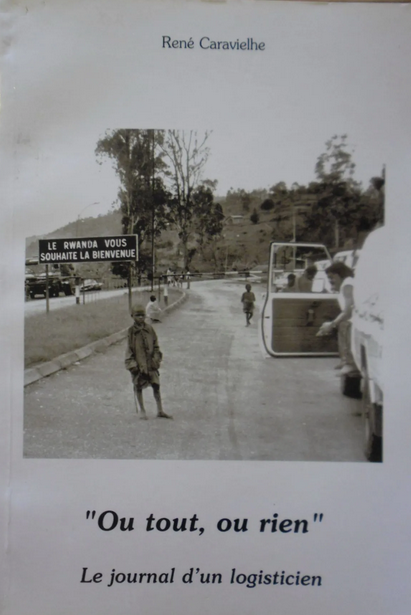 René Caravielhe
LE RWANDA VOUS
SOUHAITE LA BIENVENUE
"Ou tout, ou rien"
Le journal d'un logisticien